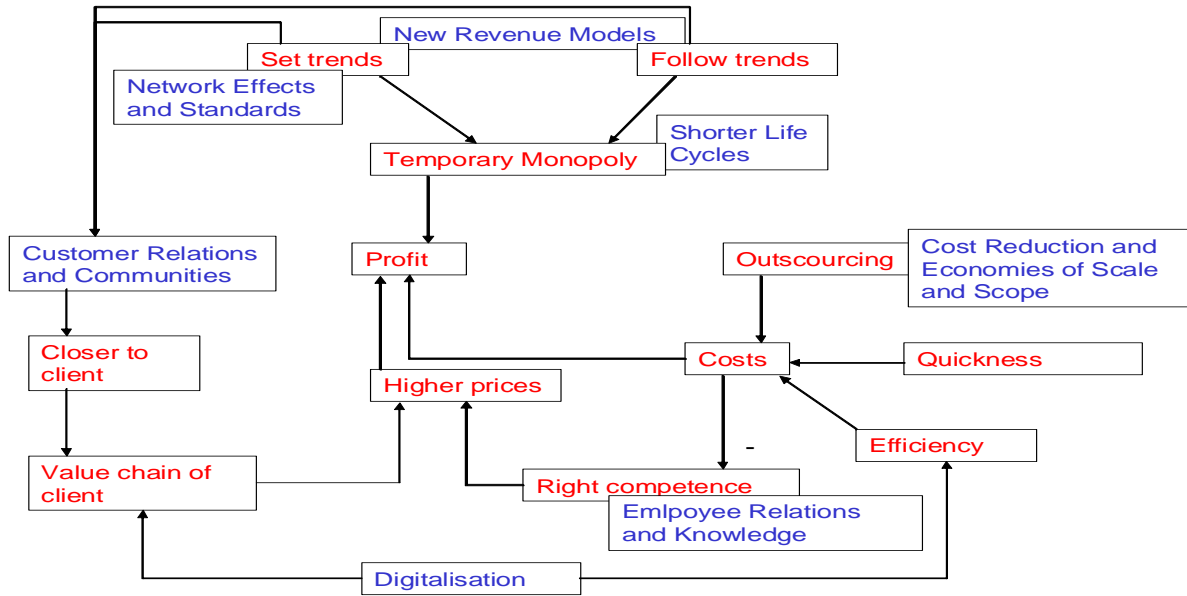 New Revenue Models
Set trends
Follow trends
Network Effects
and Standards
Shorter Life
Cycles
Temporary Monopoly
Customer Relations
and Communities
Profit
Outscourcing
Cost Reduction and
Economies of Scale
and Scope
Closer to
client
Costs
Quickness
Higher prices
Efficiency
-
Value chain of
client
Right competence
Emlpoyee Relations
and Knowledge
Digitalisation